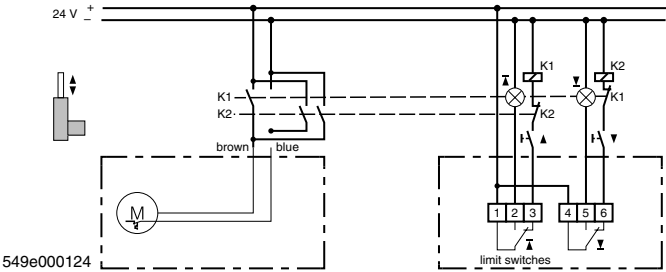 24 V + –
K1 K2
K1 K1
K2 K2
brown blue
M
1 2 3 4 5 6
549e000124 limit switches